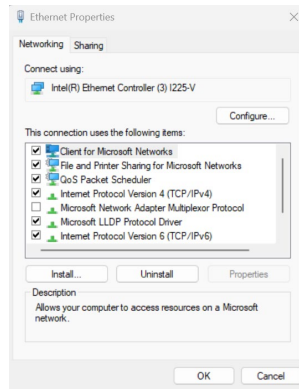 Ethernet Properties
Networking
Sharing
Connect using:
Intel(R) Ethernet Controller (3) I225-V
Configure...
This connection uses the following items:
Client for Microsoft Networks
File and Printer Sharing for Microsoft Networks
QoS Packet Scheduler
Internet Protocol Version 4 (TCP/IPv4)
Microsoft Network Adapter Multiplexor Protocol
Microsoft LLDP Protocol Driver
Internet Protocol Version 6 (TCP/IPv6)
Install...
Uninstall
Properties
Description
Allows your computer to access resources on a Microsoft
network.
OK
Cancel